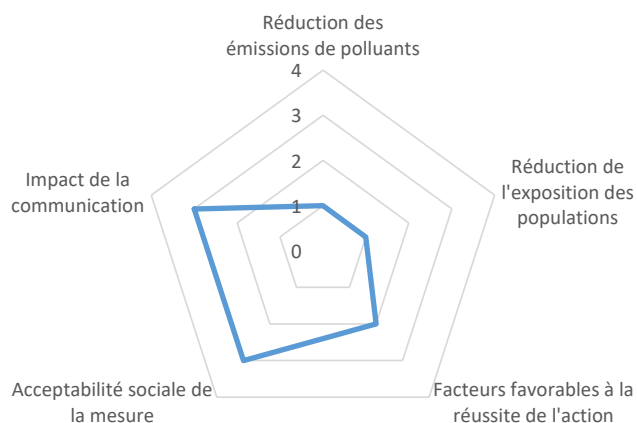 Réduction des
émissions de polluants
4
3
2
1
0
Réduction de
l'exposition des
populations
Facteurs favorables à la
réussite de l'action
Acceptabilité sociale de
la mesure
Impact de la
communication